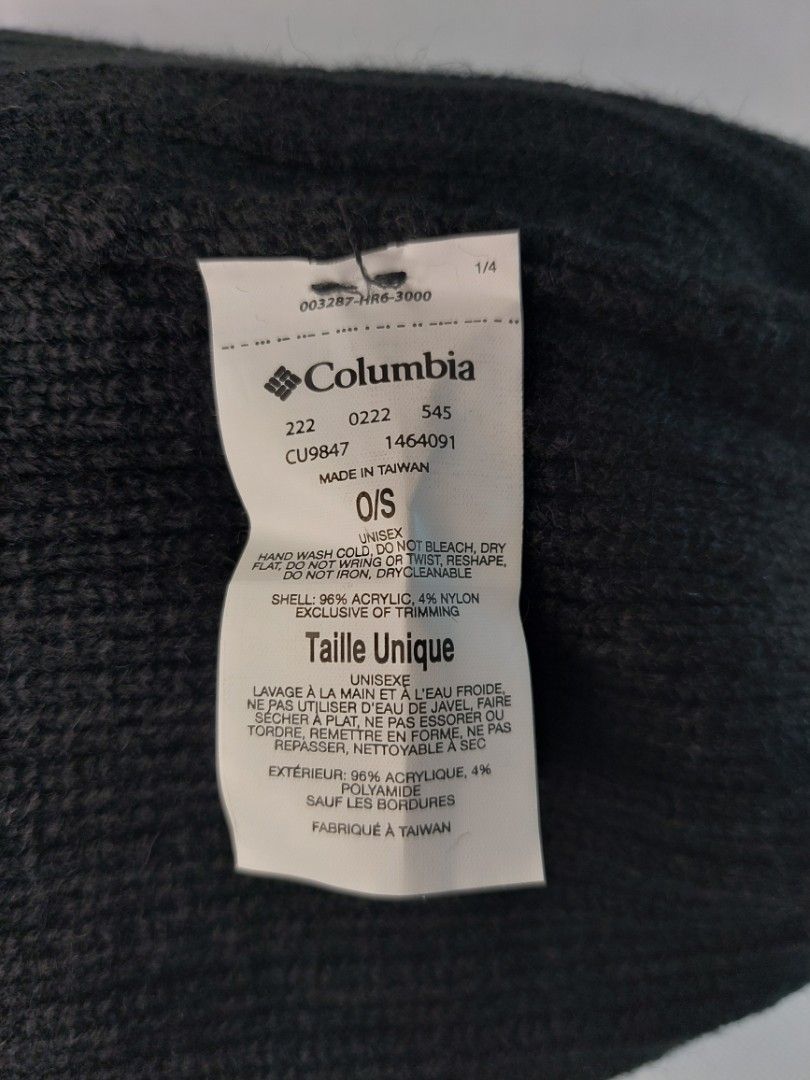 1/4
003287-HR6-3000
Columbia
222 0222 545
CU9847 1464091
MADE IN TAIWAN
O/S
UNISEX
HAND WASH COLD, DO NOT BLEACH, DRY
FLAT, DO NOT WRING OR TWIST, RESHAPE,
DO NOT IRON, DRYCLEANABLE
SHELL: 96% ACRYLIC, 4% NYLON
EXCLUSIVE OF TRIMMING
Taille Unique
UNISEXE
LAVAGE À LA MAIN ET À L'EAU FROIDE,
NE PAS UTILISER D'EAU DE JAVEL, FAIRE
SÉCHER À PLAT, NE PAS ESSORER OU
TORDRE, REMETTRE EN FORME, NE PAS
REPASSER, NETTOYABLE À SEC
EXTÉRIEUR: 96% ACRYLIQUE, 4%
POLYAMIDE
SAUF LES BORDURES
FABRIQUÉ À TAIWAN